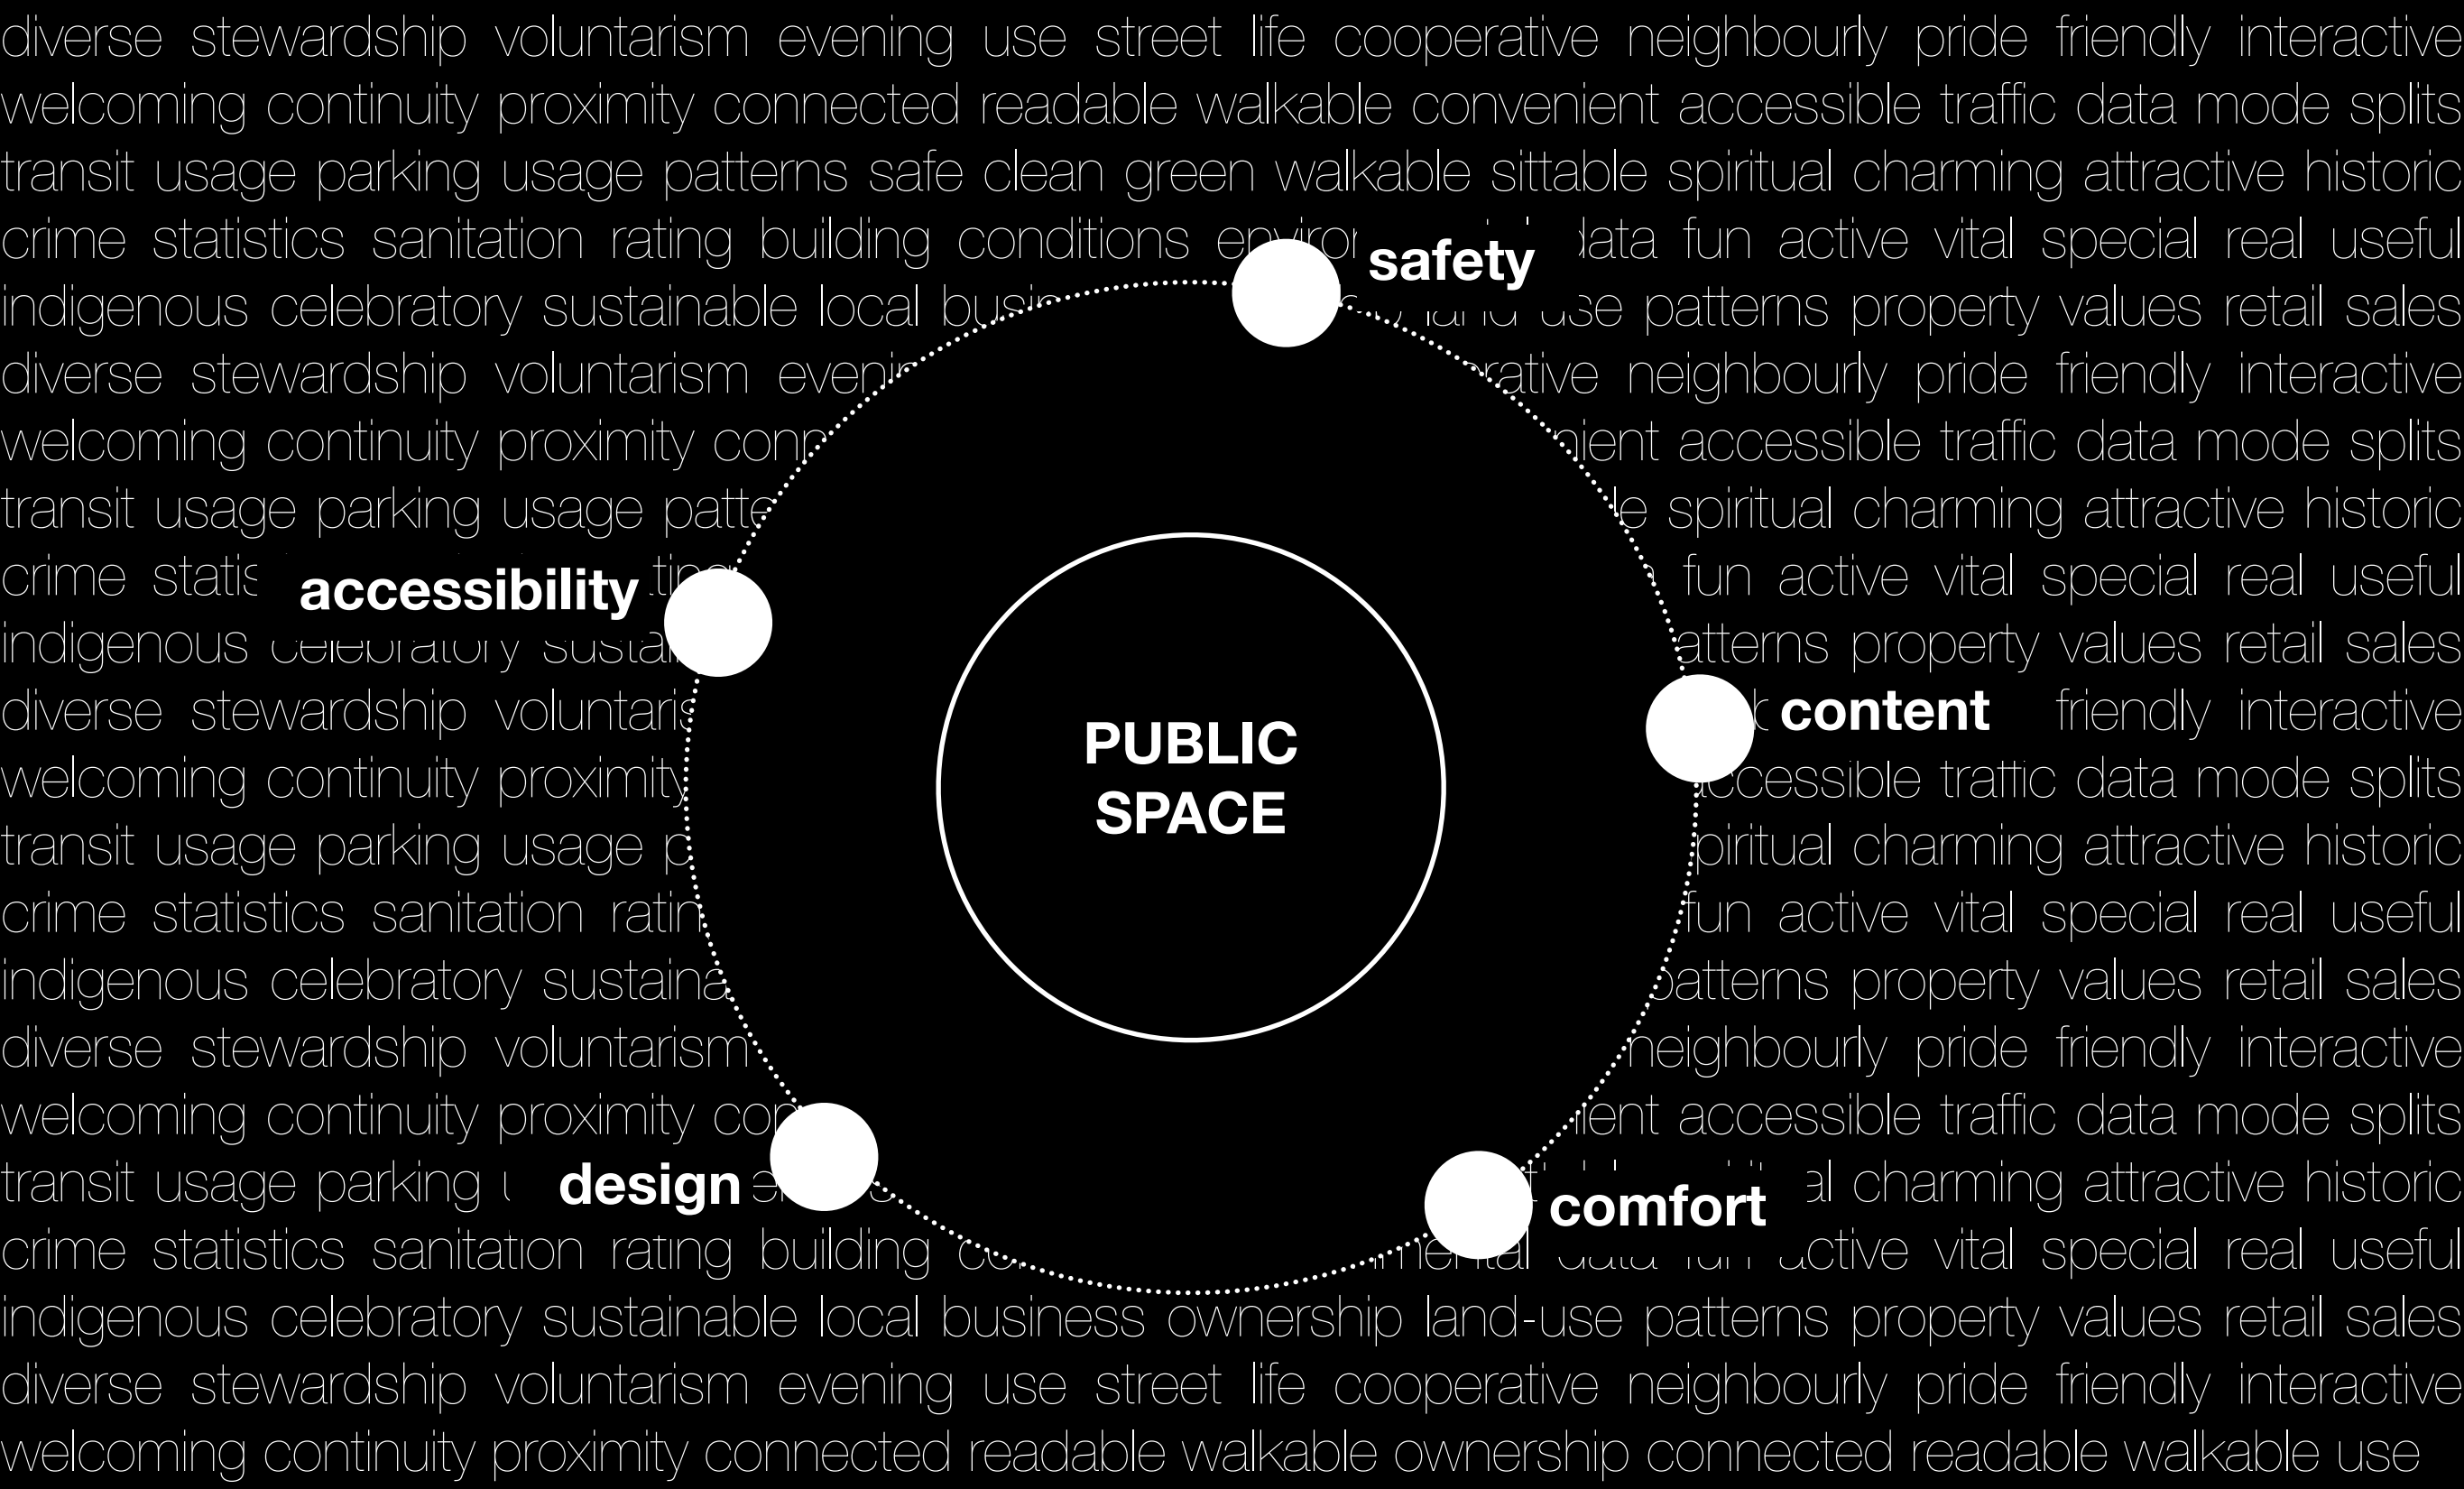 diverse stewardship voluntarism evening use street life cooperative neighbourly pride friendly interactive
welcoming continuity proximity connected readable walkable convenient accessible traffic data mode splits
transit usage parking usage patterns safe clean green walkable sittable spiritual charming attractive historic
crime statistics sanitation rating building conditions data fun active vital special real useful
safety
indigenous celebratory sustainable local land use patterns property values retail sales
diverse stewardship voluntarism neighbourly pride friendly interactive
welcoming continuity proximity accessible traffic data mode splits
transit usage parking usage spiritual charming attractive historic
crime fun active vital special real useful
accessibility
indigenous celebratory patterns property values retail sales
diverse stewardship friendly interactive
content
PUBLIC
welcoming continuity proximity accessible traffic data mode splits
SPACE
transit usage parking usage spiritual charming attractive historic
crime statistics sanitation fun active vital special real useful
indigenous celebratory patterns property values retail sales
diverse stewardship voluntarism neighbourly pride friendly interactive
welcoming continuity proximity accessible traffic data mode splits
transit usage parking charming attractive historic
design
comfort
crime statistics sanitation rating building active vital special real useful
indigenous celebratory sustainable local business ownership land-use patterns property values retail sales
diverse stewardship voluntarism evening use street life cooperative neighbourly pride friendly interactive
welcoming continuity proximity connected readable walkable ownership connected readable walkable use